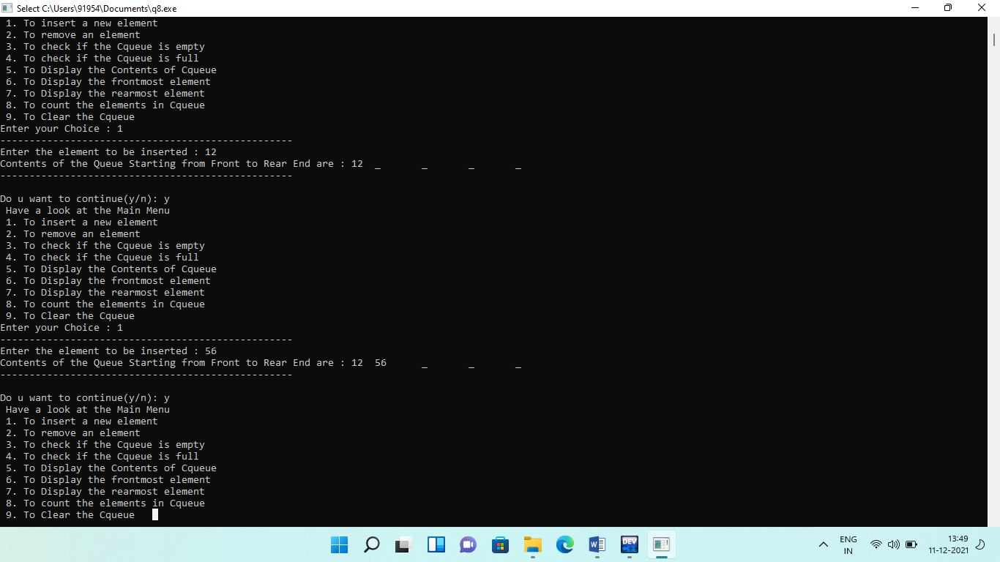 Select C:\Users\91954\Documents\q8.exe
1. To insert a new element
2. To remove an element
3. To check if the Cqueue is empty
4. To check if the Cqueue is full
5. To Display the Contents of Cqueue
6. To Display the frontmost element
7. To Display the rearmost element
8. To count the elements in Cqueue
9. To Clear the Cqueue
Enter your Choice : 1
--------------------------------------------------
Enter the element to be inserted : 12
Contents of the Queue Starting from Front to Rear End are : 12  _       _       _       _
--------------------------------------------------
Do u want to continue(y/n): y
Have a look at the Main Menu
1. To insert a new element
2. To remove an element
3. To check if the Cqueue is empty
4. To check if the Cqueue is full
5. To Display the Contents of Cqueue
6. To Display the frontmost element
7. To Display the rearmost element
8. To count the elements in Cqueue
9. To Clear the Cqueue
Enter your Choice : 1
--------------------------------------------------
Enter the element to be inserted : 56
Contents of the Queue Starting from Front to Rear End are : 12  56      _       _       _
--------------------------------------------------
Do u want to continue(y/n): y
Have a look at the Main Menu
1. To insert a new element
2. To remove an element
3. To check if the Cqueue is empty
4. To check if the Cqueue is full
5. To Display the Contents of Cqueue
6. To Display the frontmost element
7. To Display the rearmost element
8. To count the elements in Cqueue
9. To Clear the Cqueue
W
DEV
ENG
IN
13:49
11-12-2021